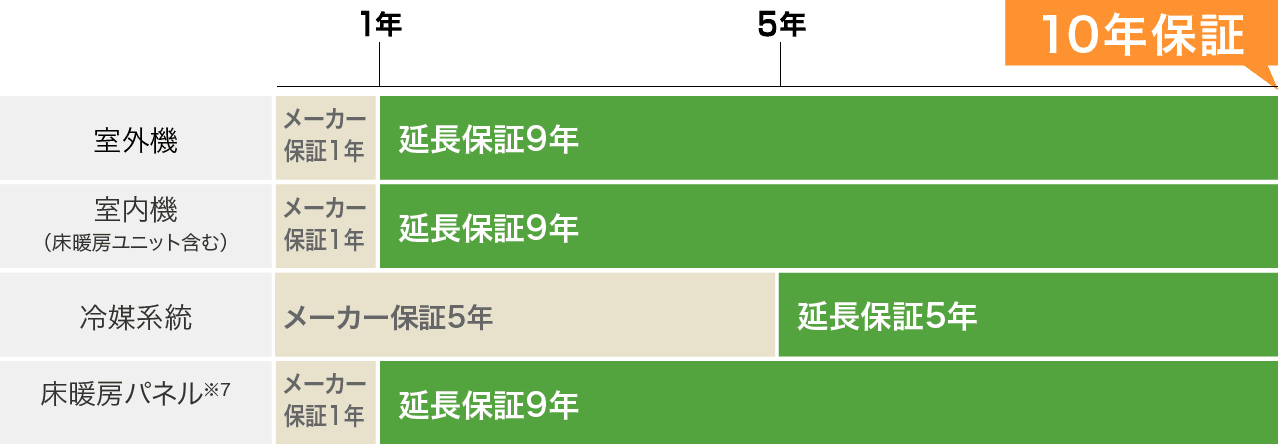 1年
5年
10年保証
室外機
メーカー
保証1年
延長保証9年
室内機
（床暖房ユニット含む）
メーカー
保証1年
延長保証9年
冷媒系統
メーカー保証5年
延長保証5年
床暖房パネル※7
メーカー
保証1年
延長保証9年